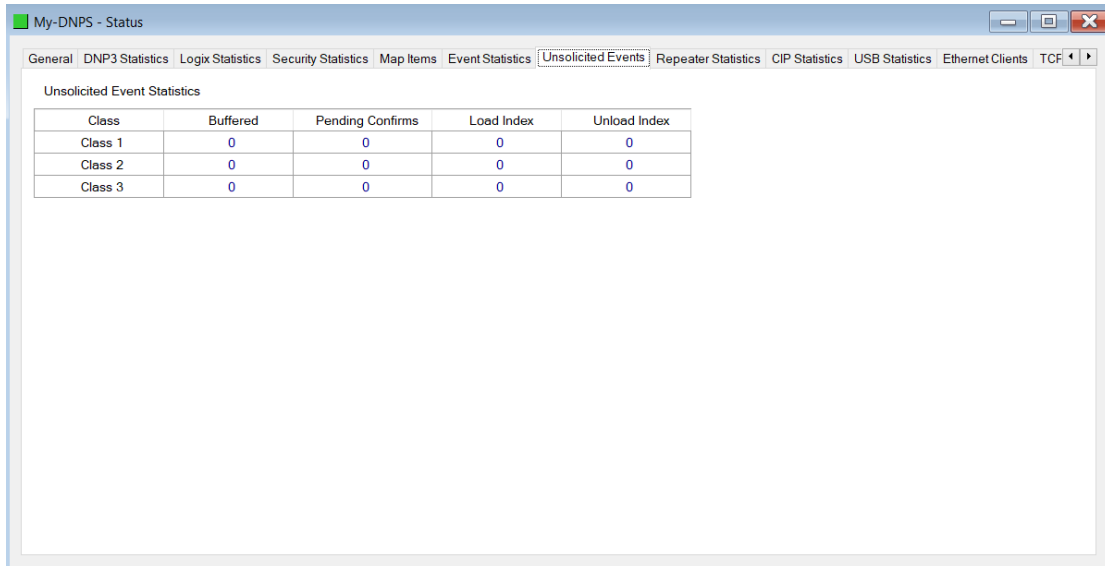 My-DNPS - Status
General DNP3 Statistics Logix Statistics Security Statistics Map Items Event Statistics Unsolicited Events Repeater Statistics CIP Statistics USB Statistics Ethernet Clients TCP
Unsolicited Event Statistics
Class Buffered Pending Confirms Load Index Unload Index
Class 1 0 0 0 0
Class 2 0 0 0 0
Class 3 0 0 0 0